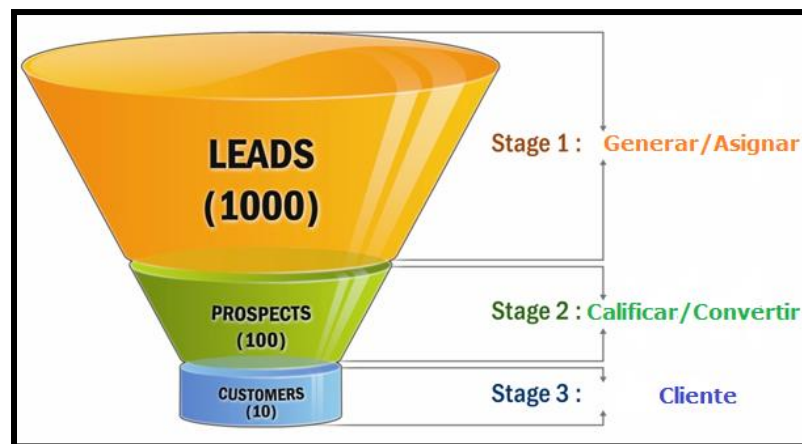 LEADS
(1000)
Stage 1 : Generar/Asignar
PROSPECTS
(100)
Stage 2 : Calificar/Convertir
CUSTOMERS
(10)
Stage 3 : Cliente